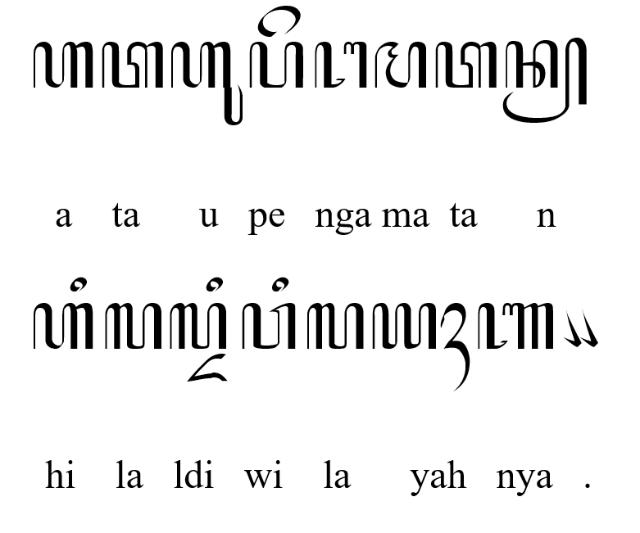 ꦲꦠꦲꦸꦥꦼꦔꦩꦠꦤ꧀
a ta u pe nga ma ta n
ꦲꦶꦭꦭ꧀ꦢꦶꦮꦶꦭꦪꦃꦚ꧉
hi la ldi wi la yah nya .